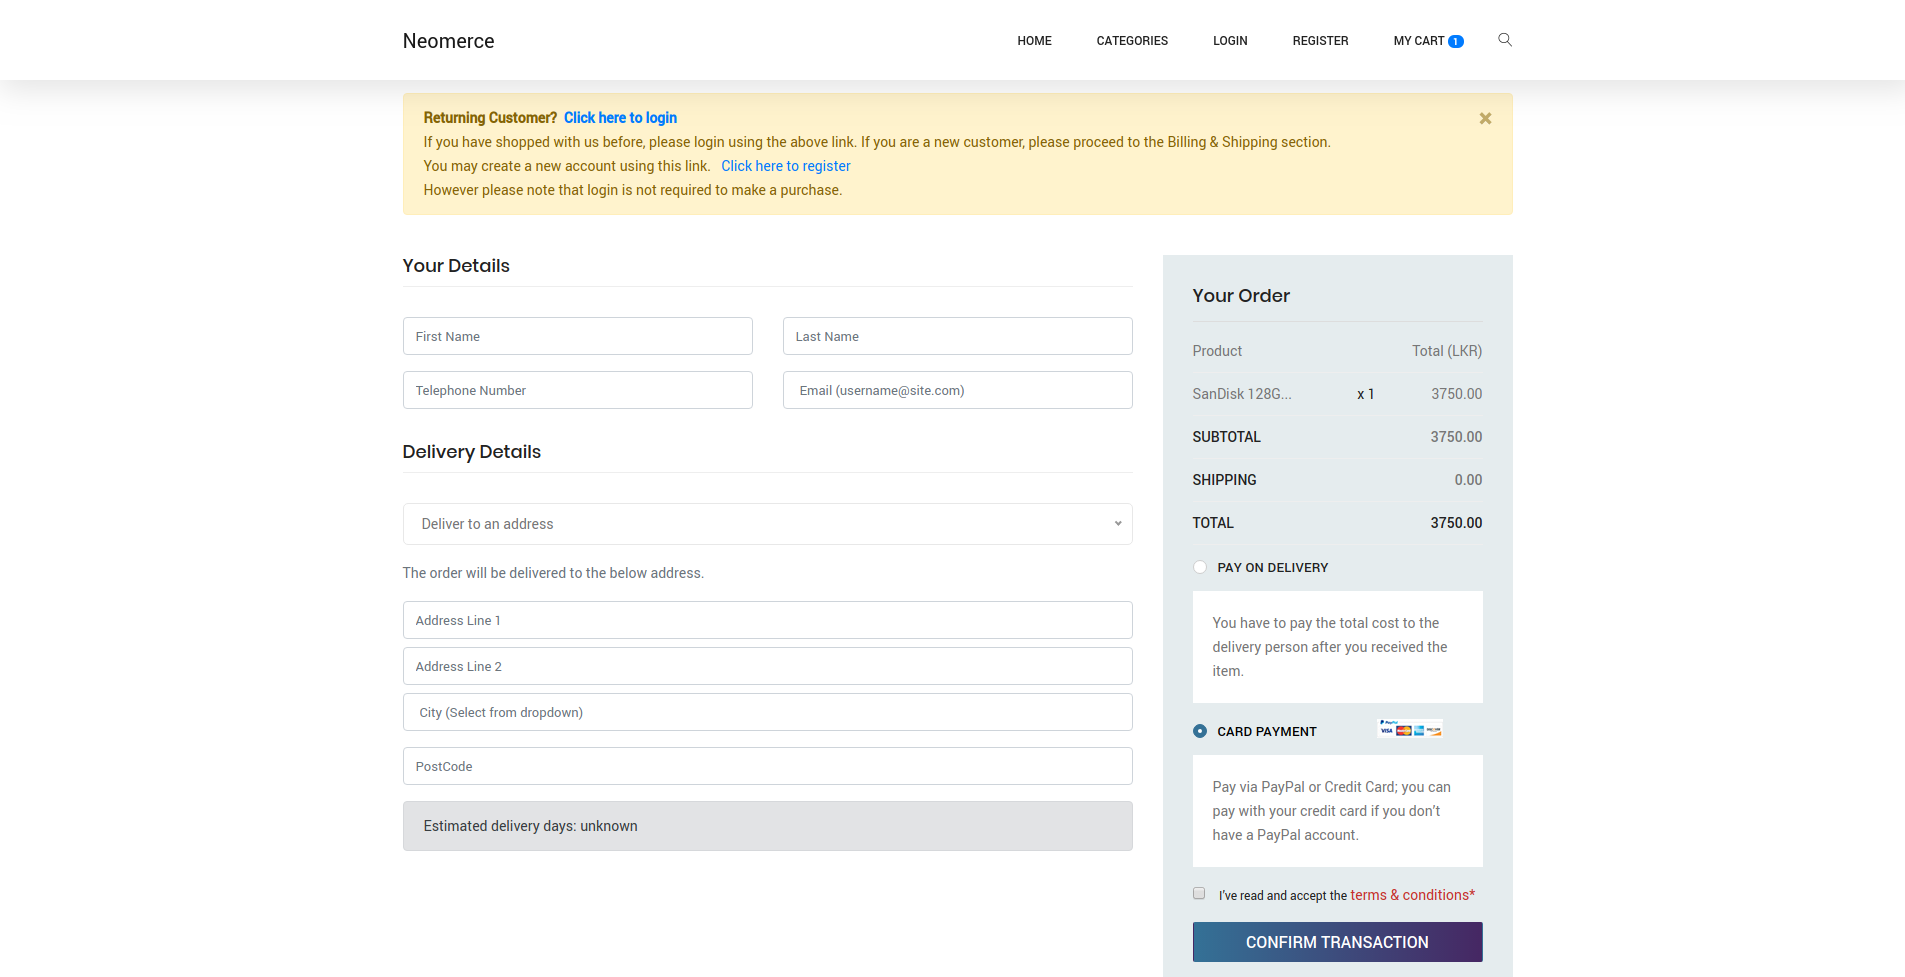 Neomerce
HOME
CATEGORIES
LOGIN
REGISTER
MY CART 1
Returning Customer? Click here to login
×
If you have shopped with us before, please login using the above link. If you are a new customer, please proceed to the Billing & Shipping section.
You may create a new account using this link. Click here to register
However please note that login is not required to make a purchase.
Your Details
First Name
Last Name
Telephone Number
Email (username@site.com)
Delivery Details
Deliver to an address
The order will be delivered to the below address.
Address Line 1
Address Line 2
City (Select from dropdown)
PostCode
Estimated delivery days: unknown
Your Order
Product Total (LKR)
SanDisk 128G... x 1 3750.00
SUBTOTAL 3750.00
SHIPPING 0.00
TOTAL 3750.00
PAY ON DELIVERY
You have to pay the total cost to the
delivery person after you received the
item.
CARD PAYMENT
PayPal
VISA
Pay via PayPal or Credit Card; you can
pay with your credit card if you don't
have a PayPal account.
I've read and accept the terms & conditions*
CONFIRM TRANSACTION